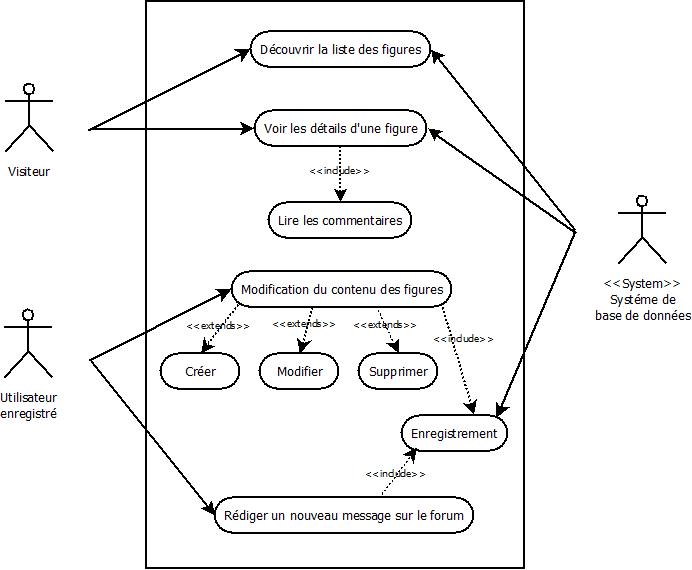 Découvrir la liste des figures
Voir les détails d'une figure
Visiteur
<<include>>
Lire les commentaires
<<System>>
Systéme de
base de données
Modification du contenu des figures
<<extends>>
<<extends>>
<<extends>>
<<include>>
Créer
Modifier
Supprimer
Utilisateur
enregistré
Enregistrement
<<include>>
Rédiger un nouveau message sur le forum